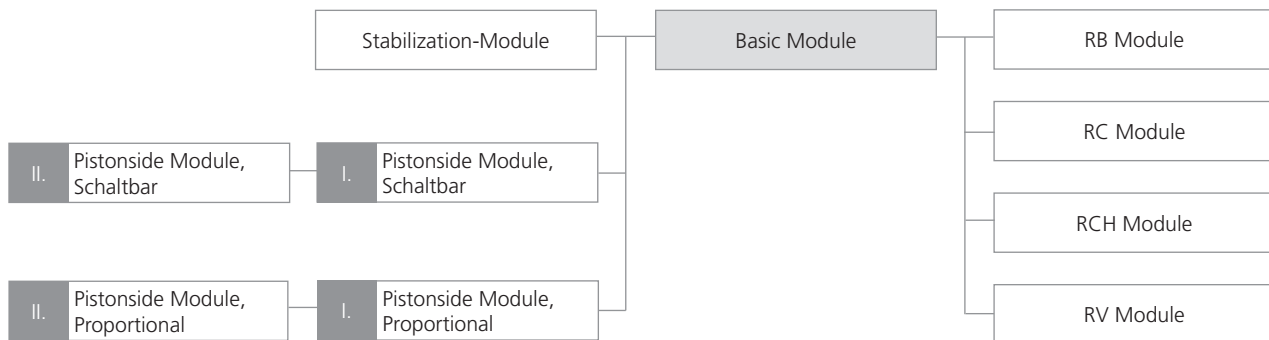 Stabilization-Module
Basic Module
RB Module
RC Module
II.
Pistonside Module,
Schaltbar
I.
Pistonside Module,
Schaltbar
RCH Module
II.
Pistonside Module,
Proportional
I.
Pistonside Module,
Proportional
RV Module